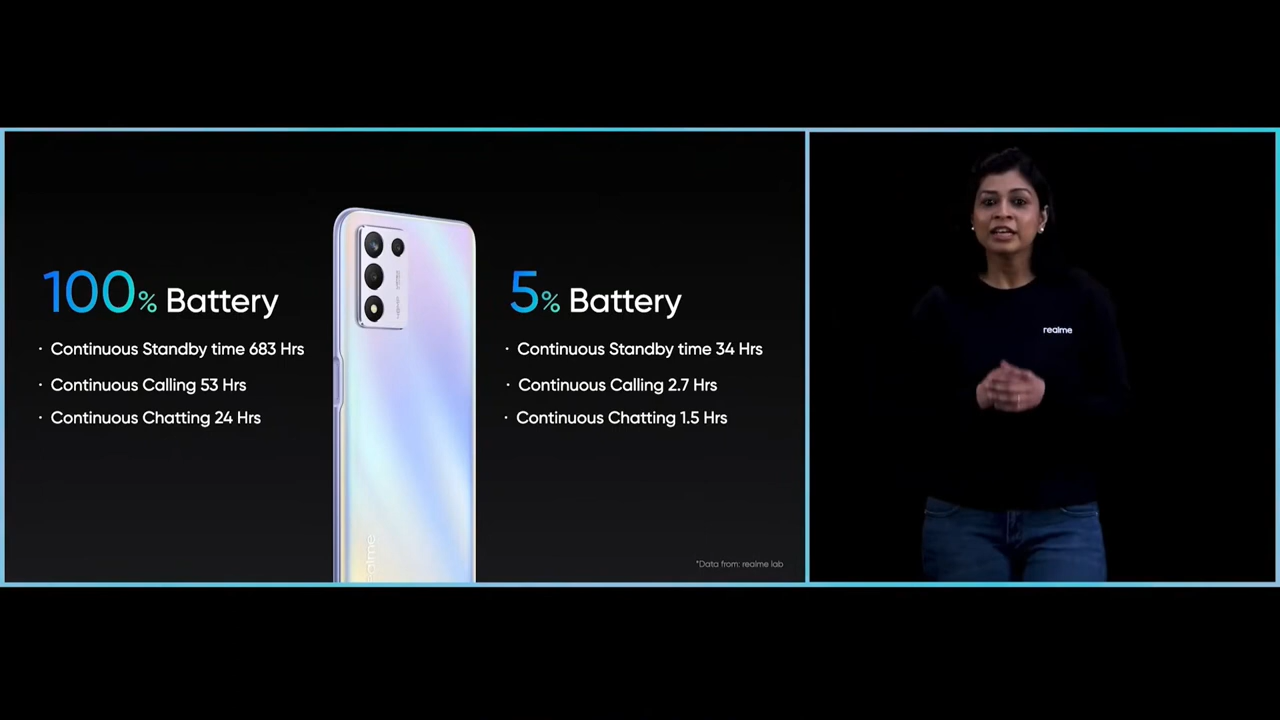 100% Battery
· Continuous Standby time 683 Hrs
· Continuous Calling 53 Hrs
· Continuous Chatting 24 Hrs
5% Battery
· Continuous Standby time 34 Hrs
· Continuous Calling 2.7 Hrs
· Continuous Chatting 1.5 Hrs
realme
*Data from: realme lab
realme